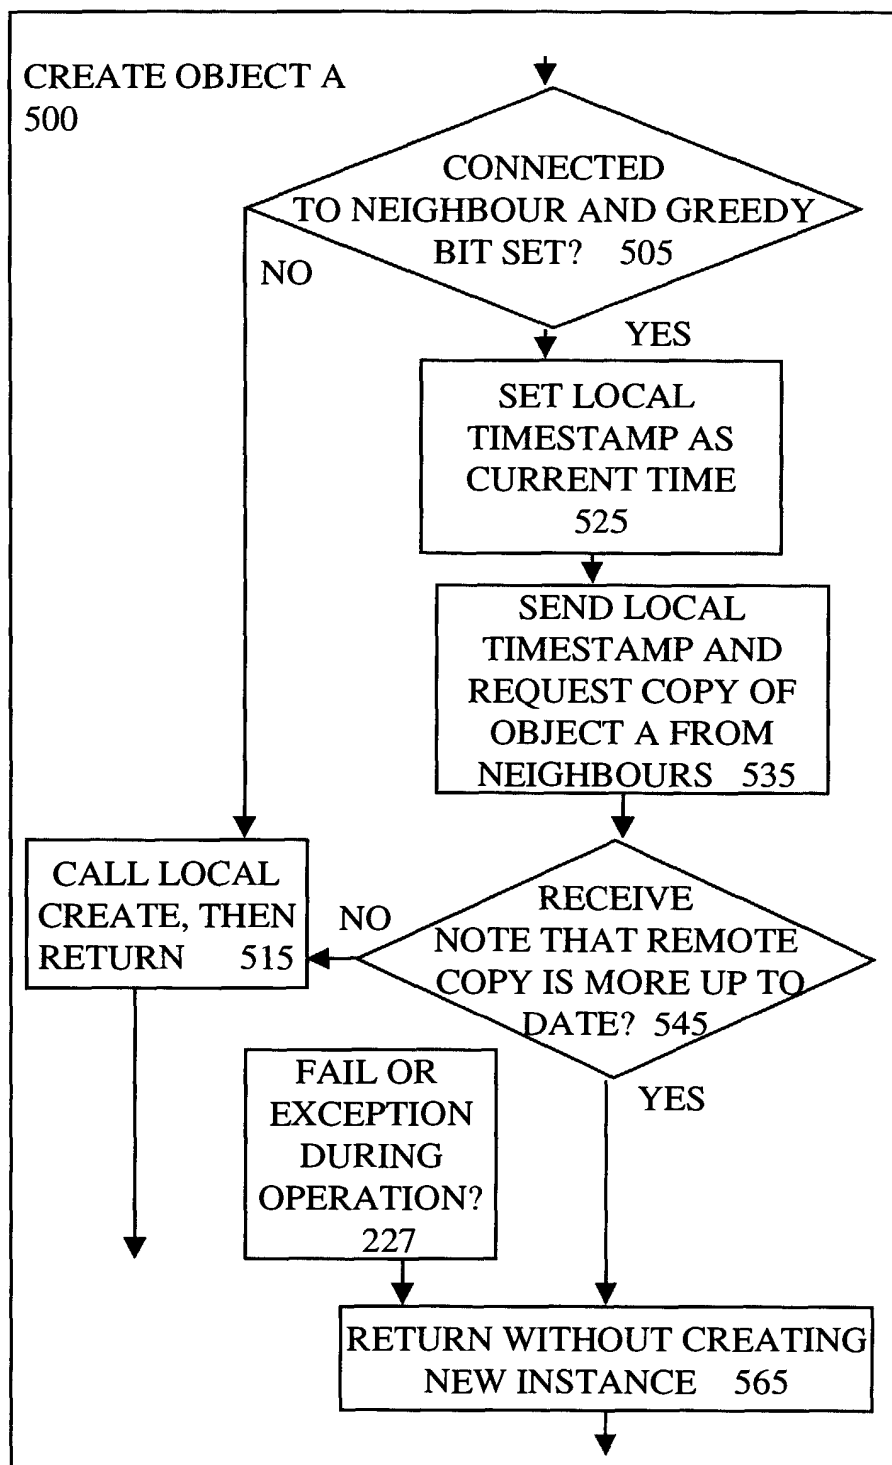 CREATE OBJECT A
500
CONNECTED
TO NEIGHBOUR AND GREEDY
BIT SET? 505
NO
YES
SET LOCAL
TIMESTAMP AS
CURRENT TIME
525
SEND LOCAL
TIMESTAMP AND
REQUEST COPY OF
OBJECT A FROM
NEIGHBOURS 535
CALL LOCAL
CREATE, THEN
RETURN 515
NO
RECEIVE
NOTE THAT REMOTE
COPY IS MORE UP TO
DATE? 545
YES
FAIL OR
EXCEPTION
DURING
OPERATION?
227
RETURN WITHOUT CREATING
NEW INSTANCE 565